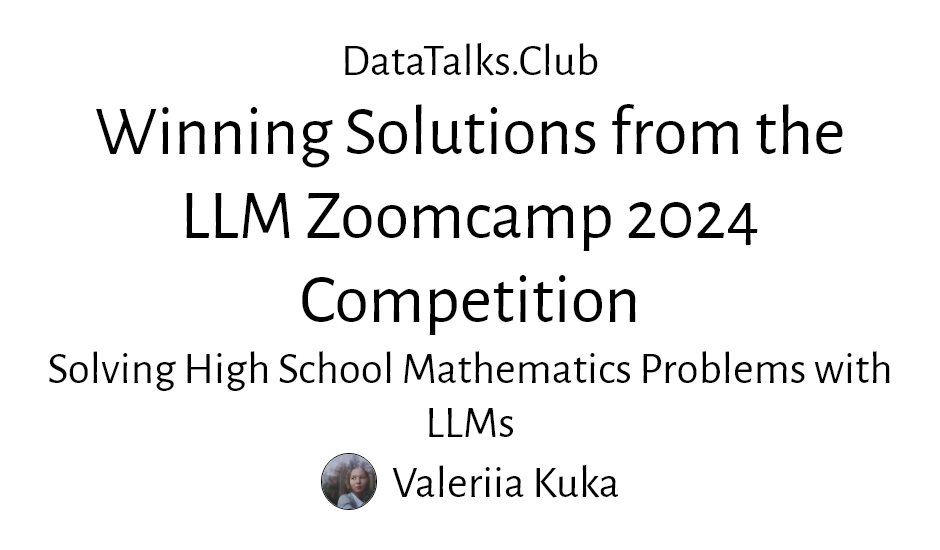 DataTalks.Club
Winning Solutions from the
LLM Zoomcamp 2024
Competition
Solving High School Mathematics Problems with
LLMs
Valeriia Kuka